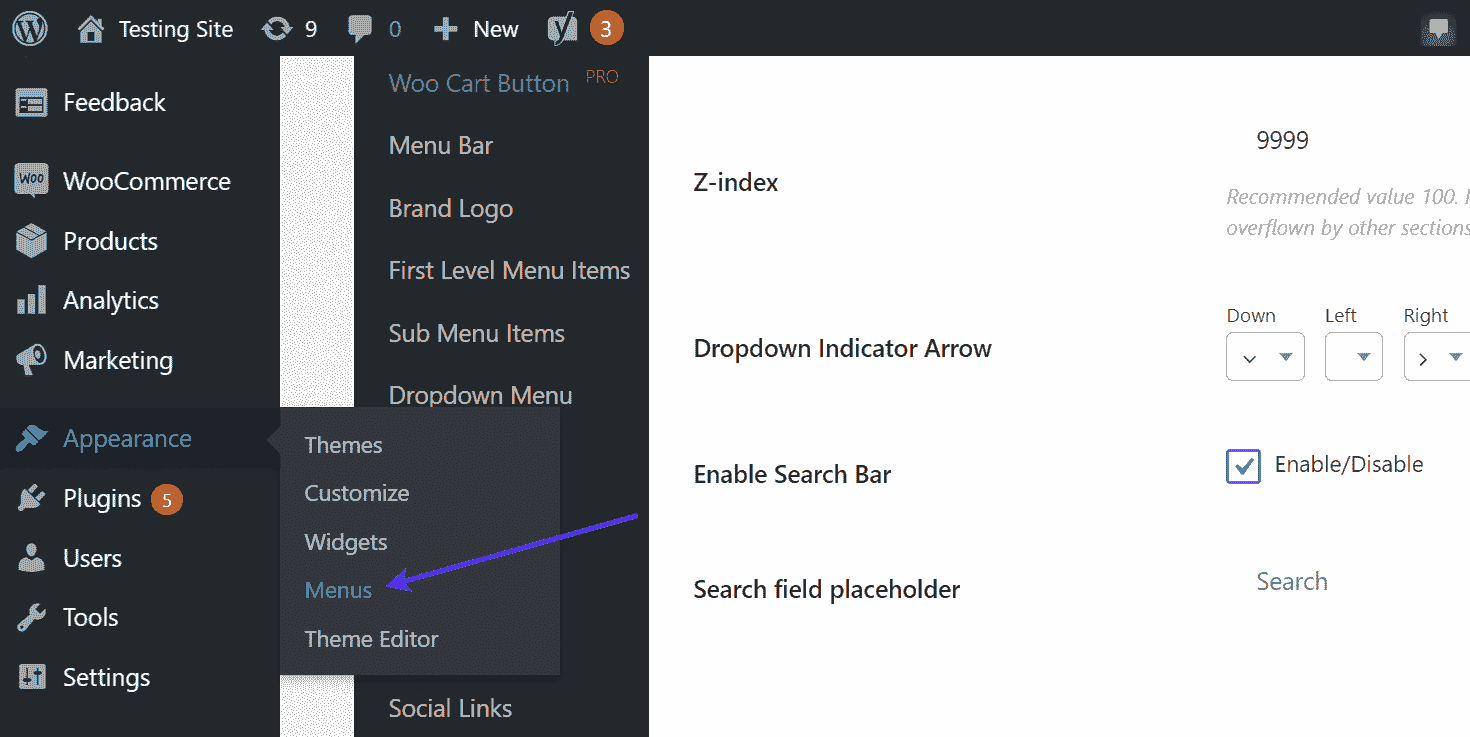 Testing Site 9 0 New 3
Feedback
WOO WooCommerce
Products
Analytics
Marketing
Appearance
Plugins 5
Users
Tools
Settings
Themes
Customize
Widgets
Menus
Theme Editor
Woo Cart Button PRO
Menu Bar
Brand Logo
First Level Menu Items
Sub Menu Items
Dropdown Menu
Social Links
Z-index
9999
Recommended value 100.
overflown by other sections
Dropdown Indicator Arrow
Down Left Right
Enable Search Bar
Enable/Disable
Search field placeholder
Search